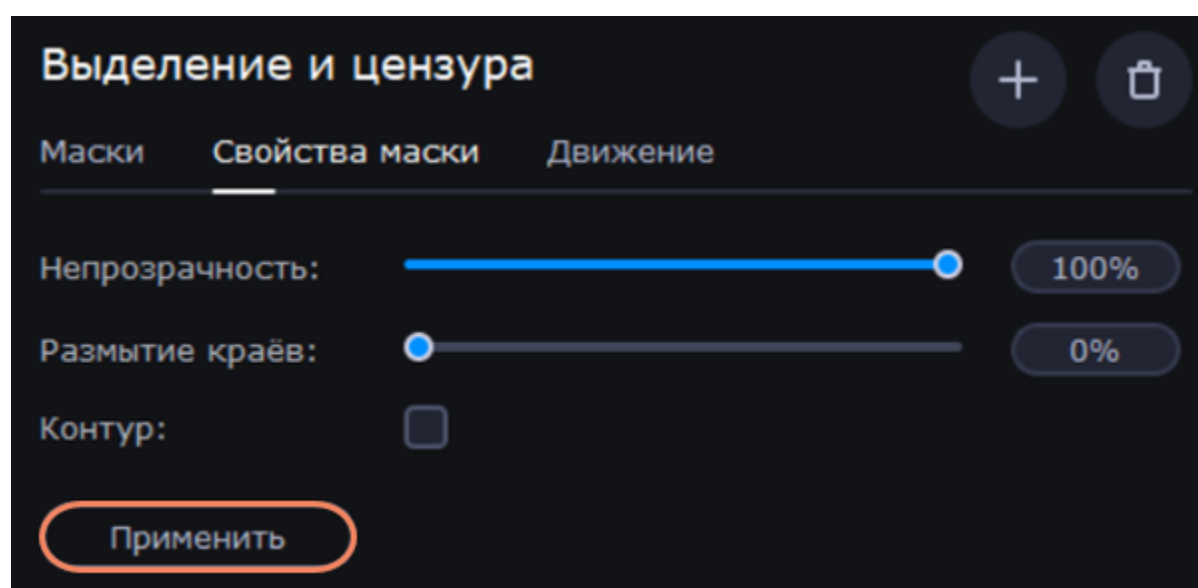 Выделение и цензура
Маски Свойства маски Движение
Непрозрачность: 100%
Размытие краёв: 0%
Контур:
Применить